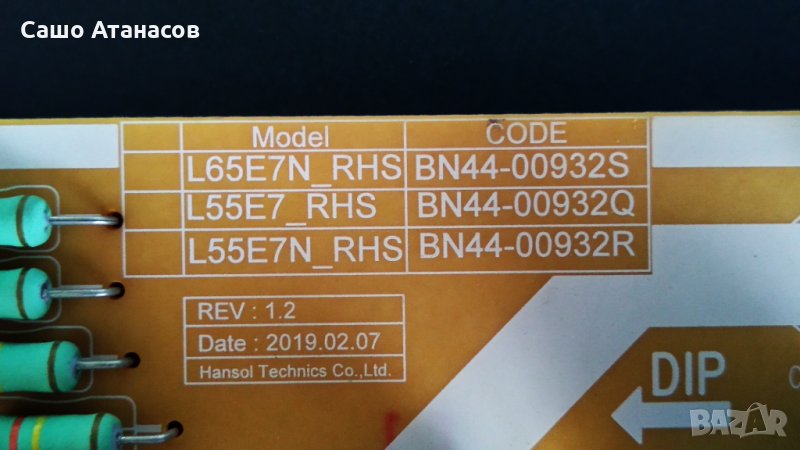 Сашо Атанасов
Model CODE
L65E7N_RHS BN44-00932S
L55E7_RHS BN44-00932Q
L55E7N_RHS BN44-00932R
REV : 1.2
Date : 2019.02.07
Hansol Technics Co.,Ltd.
DIP
C
BAZAR